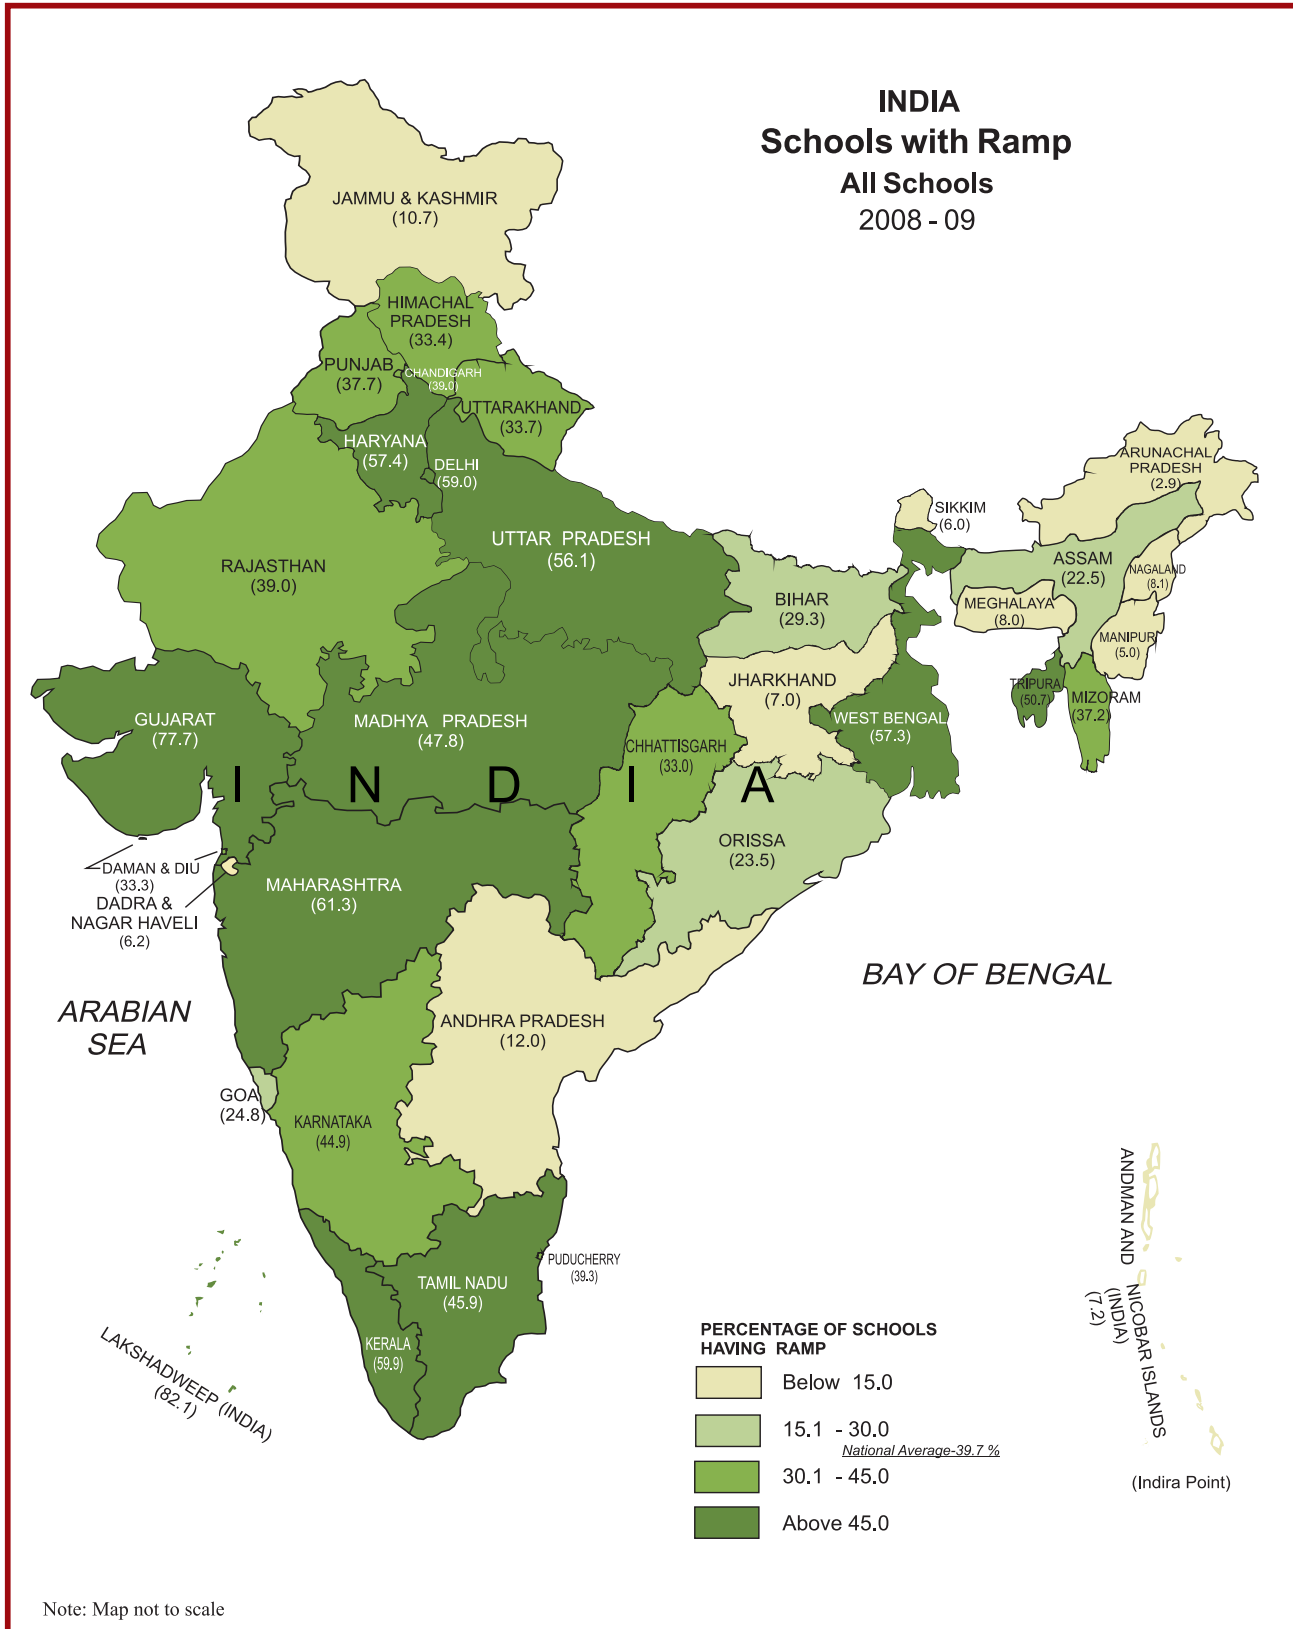 INDIA
Schools with Ramp
All Schools
2008 - 09
JAMMU & KASHMIR
(10.7)
HIMACHAL
PRADESH
(33.4)
PUNJAB
(37.7)
CHANDIGARH
(39.0)
UTTARAKHAND
(33.7)
HARYANA
(57.4)
DELHI
(59.0)
ARUNACHAL
PRADESH
(2.9)
SIKKIM
(6.0)
UTTAR PRADESH
(56.1)
RAJASTHAN
(39.0)
ASSAM
(22.5)
NAGALAND
(8.1)
BIHAR
(29.3)
MEGHALAYA
(8.0)
MANIPUR
(5.0)
JHARKHAND
(7.0)
TRIPURA
(50.7)
MIZORAM
(37.2)
GUJARAT
(77.7)
MADHYA PRADESH
(47.8)
WEST BENGAL
(57.3)
CHHATTISGARH
(33.0)
I N D I A
ORISSA
(23.5)
DAMAN & DIU
(33.3)
DADRA &
NAGAR HAVELI
(6.2)
MAHARASHTRA
(61.3)
BAY OF BENGAL
ARABIAN
SEA
ANDHRA PRADESH
(12.0)
GOA
(24.8)
KARNATAKA
(44.9)
ANDMAN AND
NICOBAR ISLANDS
(INDIA)
(7.2)
PUDUCHERRY
(39.3)
TAMIL NADU
(45.9)
KERALA
(59.9)
LAKSHADWEEP (INDIA)
(82.1)
PERCENTAGE OF SCHOOLS
HAVING RAMP
Below 15.0
15.1 - 30.0
National Average-39.7 %
30.1 - 45.0
Above 45.0
(Indira Point)
Note: Map not to scale